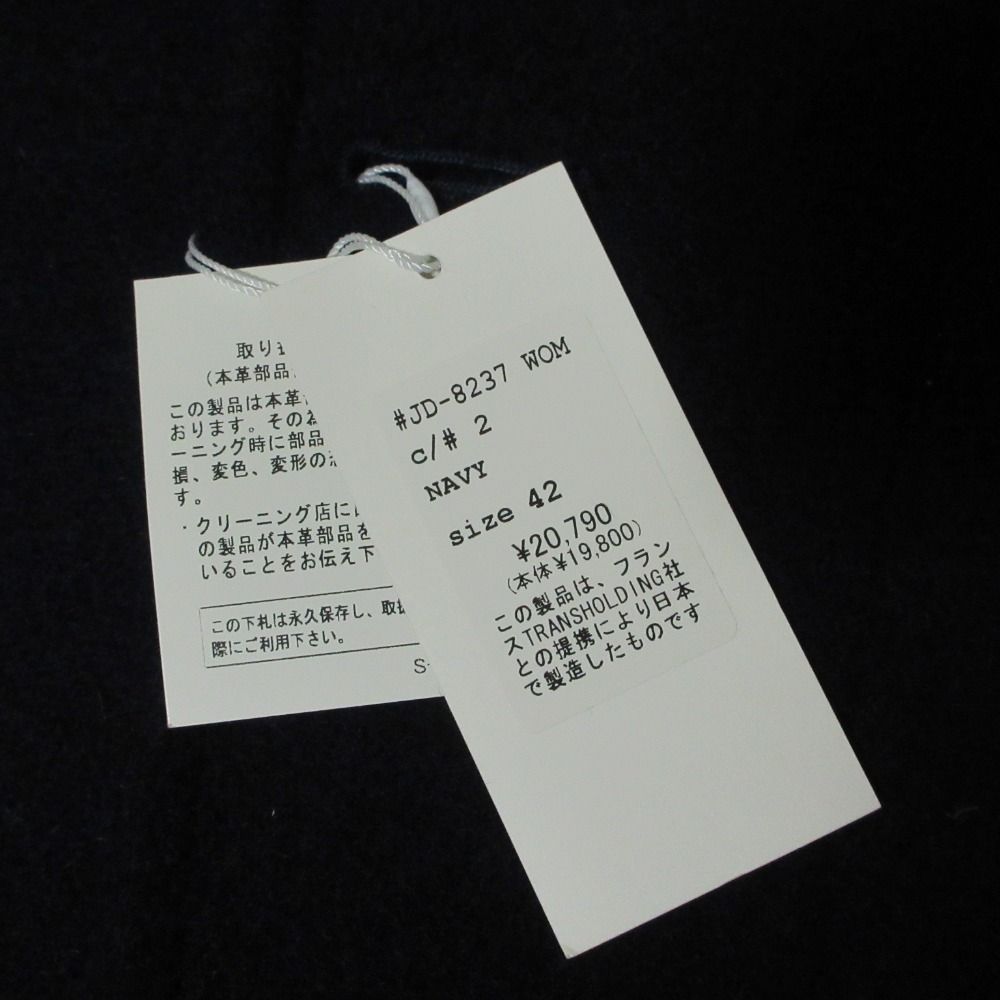 取り
（本革部品
この製品は本革
おります。その為
ーニング時に部品
損、変色、変形の
す。
・クリーニング店に
の製品が本革部品を
いることをお伝え下
この下札は永久保存し、取扱
際にご利用下さい。
S
#JD-8237 WOM
c/# 2
NAVY
size 42
¥20,790
(本体¥19,800)
この製品は、フラン
スTRANSHOLDING社
との提携により日本
で製造したものです